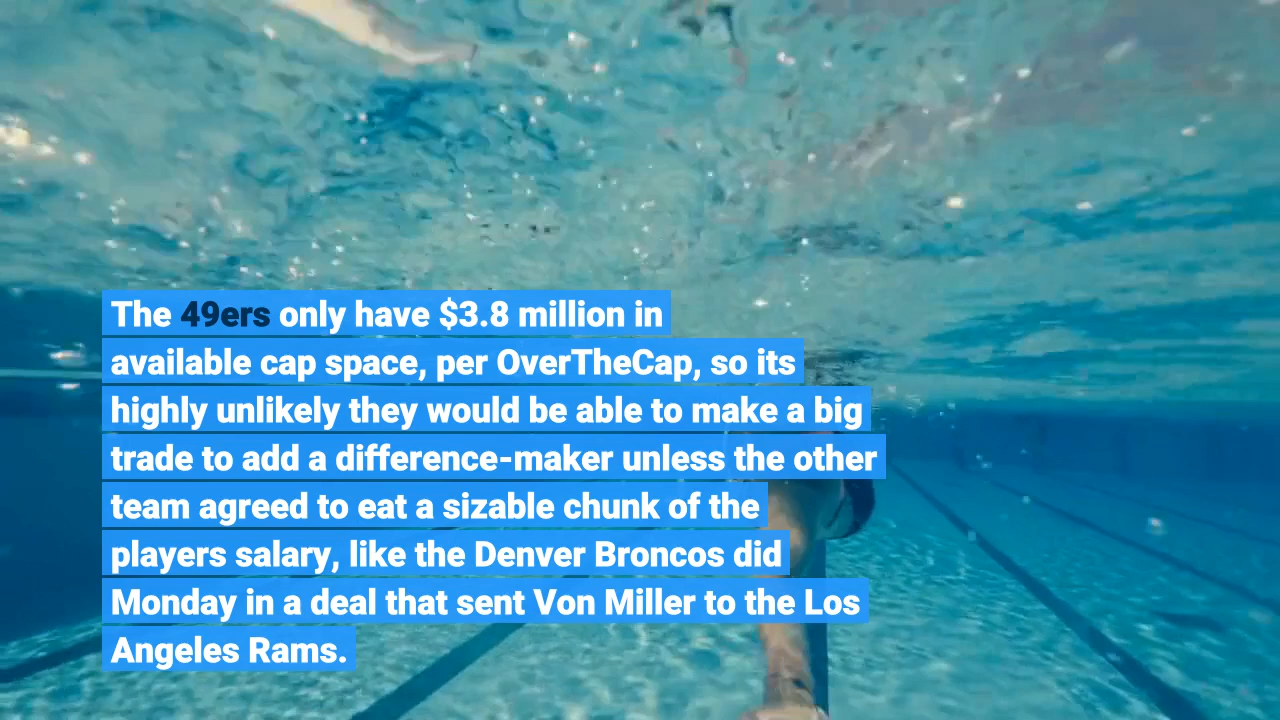 The 49ers only have $3.8 million in
available cap space, per OverTheCap, so its
highly unlikely they would be able to make a big
trade to add a difference-maker unless the other
team agreed to eat a sizable chunk of the
players salary, like the Denver Broncos did
Monday in a deal that sent Von Miller to the Los
Angeles Rams.